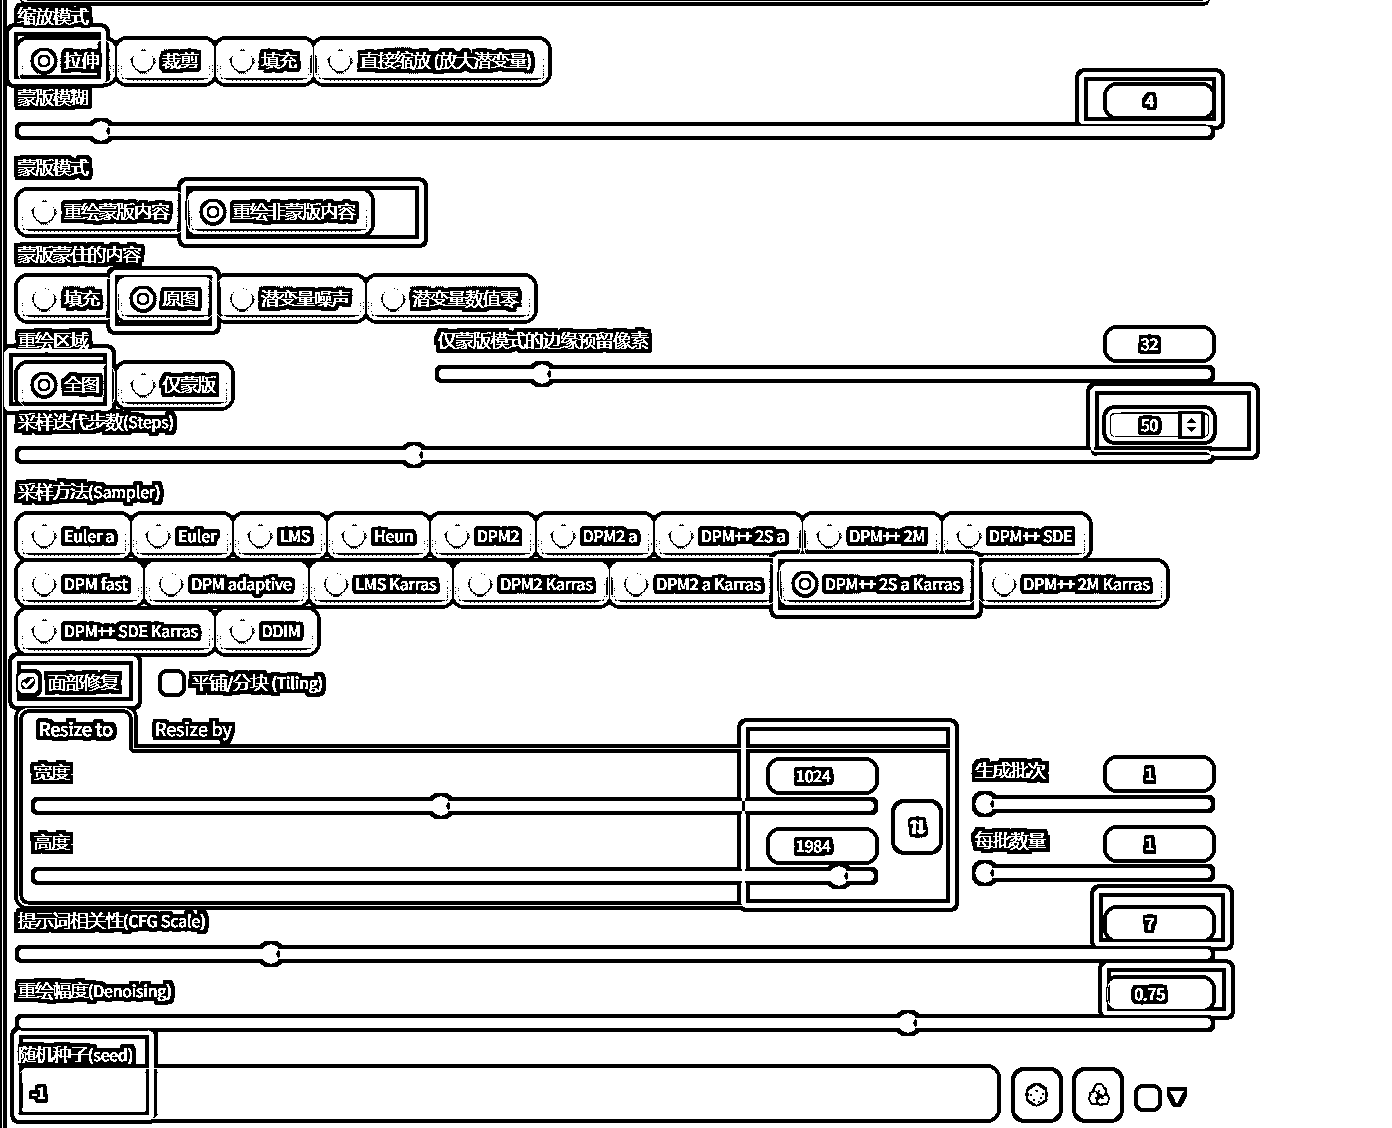 缩放模式
拉伸 裁剪 填充 直接缩放(放大潜变量)
蒙版模糊 4
蒙版模式
重绘蒙版内容 重绘非蒙版内容
蒙版蒙住的内容
填充 原图 潜变量噪声 潜变量数值零
重绘区域 仅蒙版模式的边缘预留像素 32
全图 仅蒙版
采样迭代步数(Steps) 50
采样方法(Sampler)
Euler a Euler LMS Heun DPM2 DPM2 a DPM++ 2S a DPM++ 2M DPM++ SDE
DPM fast DPM adaptive LMS Karras DPM2 Karras DPM2 a Karras DPM++ 2S a Karras DPM++ 2M Karras
DPM++ SDE Karras DDIM
面部修复 平铺/分块 (Tiling)
Resize to Resize by
宽度 1024 生成批次 1
高度 1984 每批数量 1
提示词相关性(CFG Scale) 7
重绘幅度(Denoising) 0.75
随机种子(seed)
-1